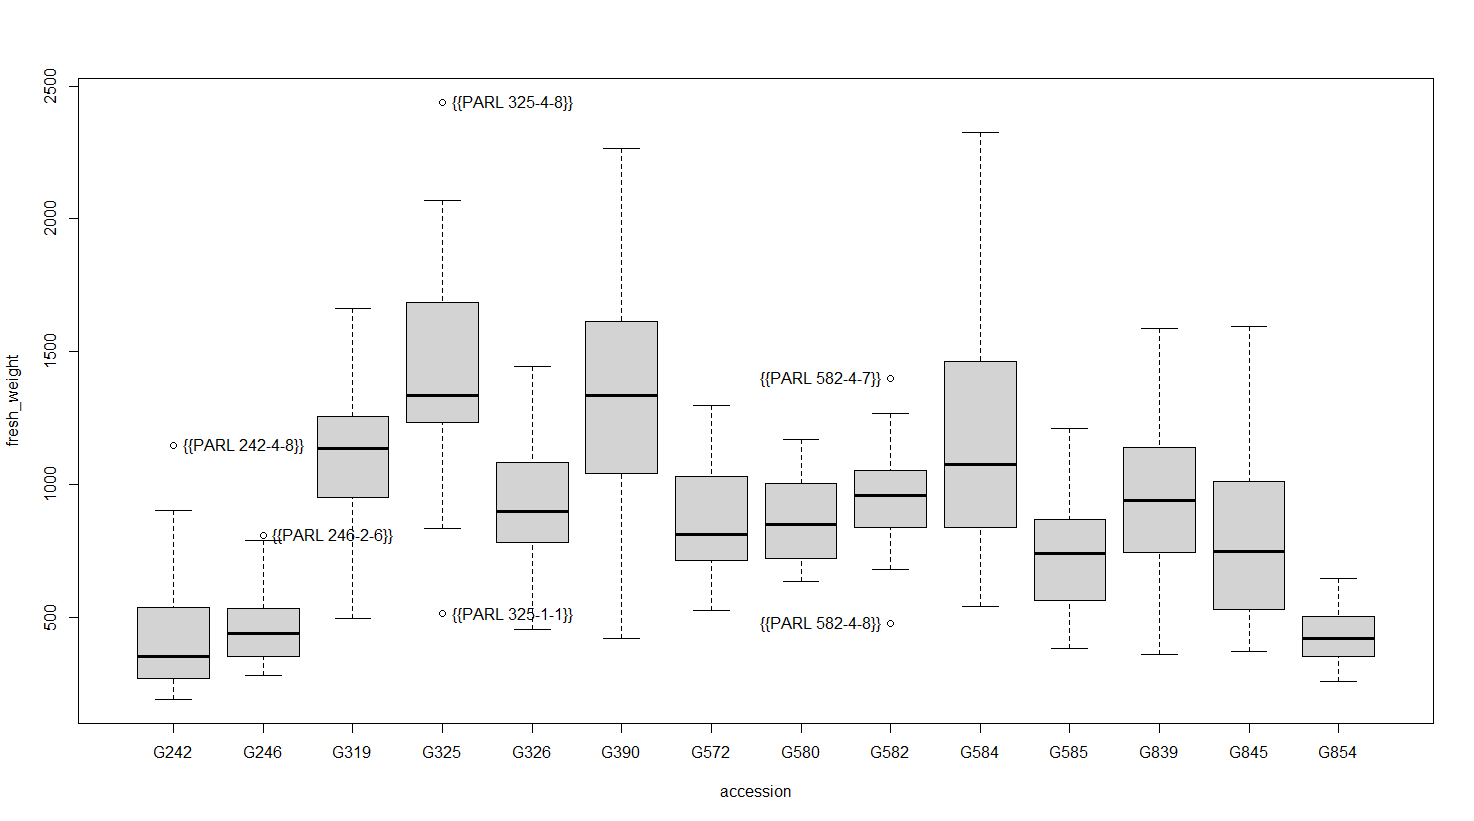 2500
{{PARL 325-4-8}}
2000
1500
{{PARL 582-4-7}}
fresh_weight
{{PARL 242-4-8}}
1000
{{PARL 246-2-6}}
500
{{PARL 325-1-1}}
{{PARL 582-4-8}}
G242 G246 G319 G325 G326 G390 G572 G580 G582 G584 G585 G839 G845 G854
accession